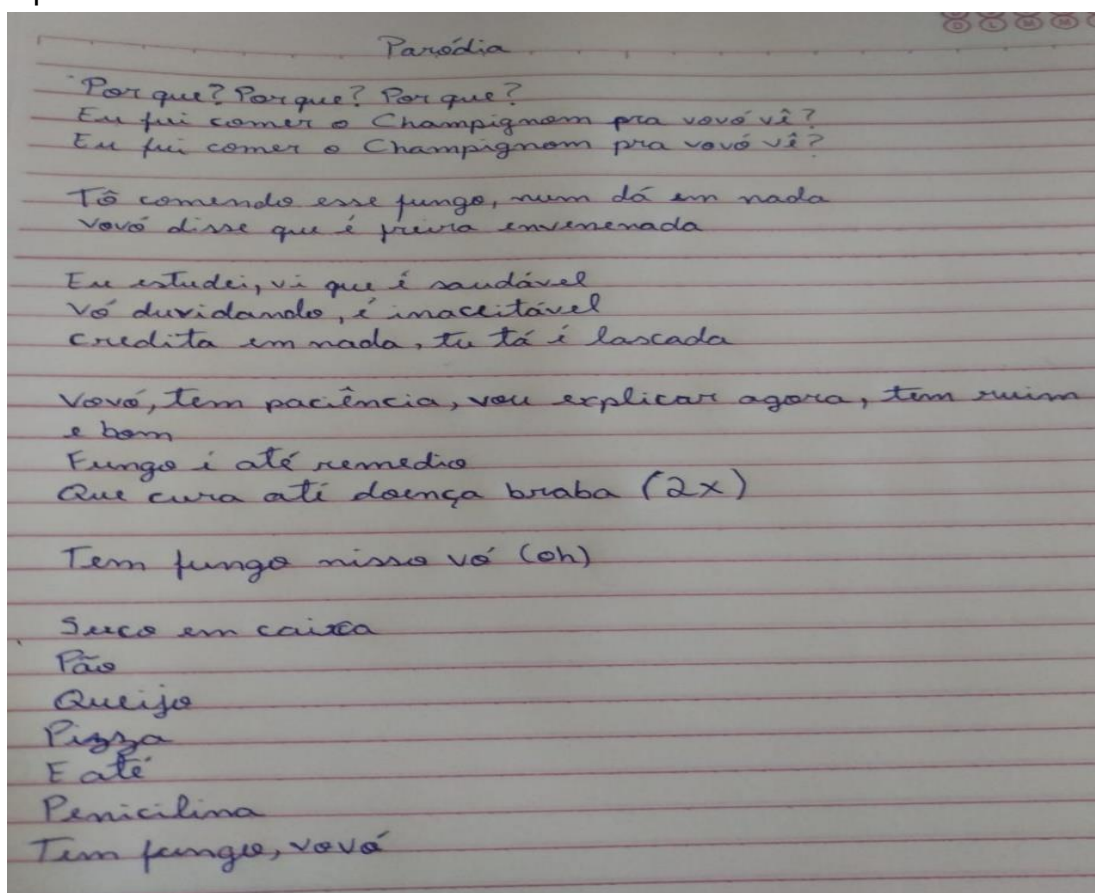 Paródia
Por que? Por que? Por que?
Eu fui comer o Champignom pra vovó vê?
Eu fui comer o Champignom pra vovó vê?
Tô comendo esse fungo, num dá em nada
Vovó disse que é frieira envenenada
Eu estudei, vi que é saudável
Vó duvidando, é inaceitável
Credita em nada, tu tá é lascada
Vovó, tem paciência, vou explicar agora, tem ruim
e bom
Fungo é até remedio
Que cura até doença braba (2x)
Tem fungo nisso vó (oh)
Suco em caixa
Pão
Queijo
Pizza
E até
Penicilina
Tem fungo, vovó